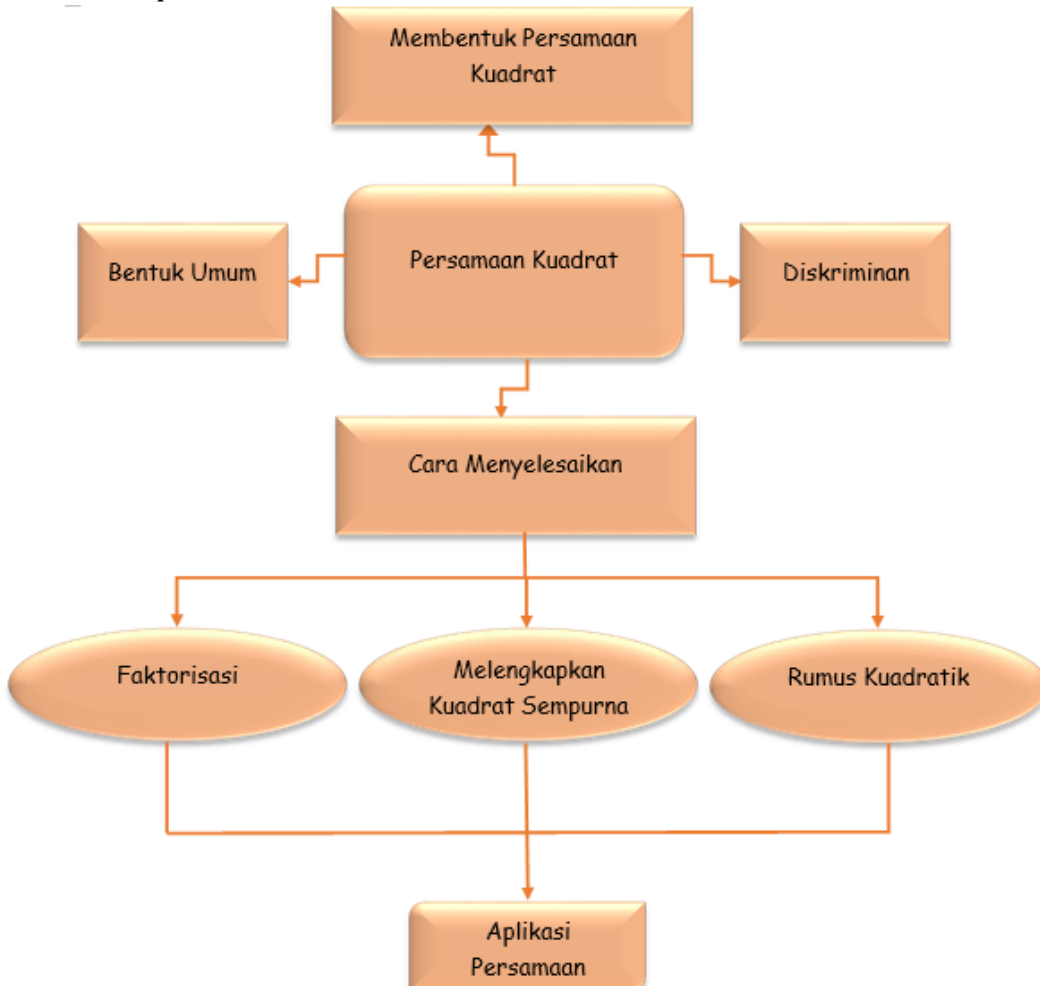 Membentuk Persamaan
Kuadrat
Persamaan Kuadrat
Bentuk Umum
Diskriminan
Cara Menyelesaikan
Faktorisasi
Melengkapkan
Kuadrat Sempurna
Rumus Kuadratik
Aplikasi
Persamaan